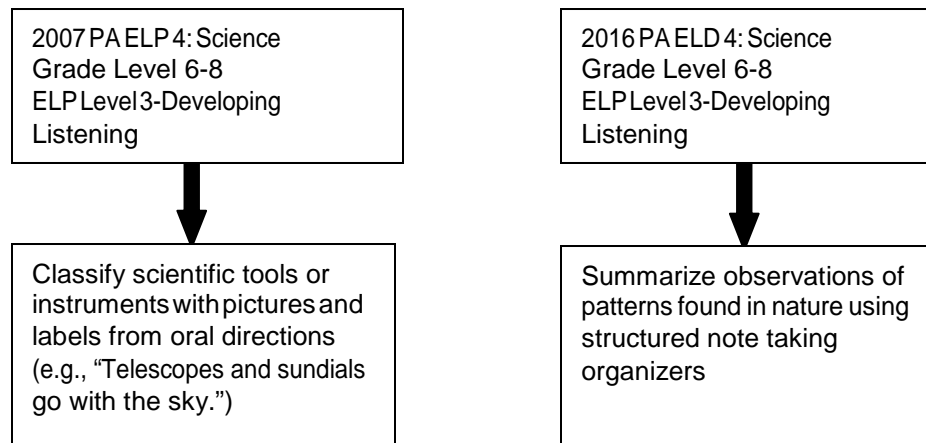 2007 PA ELP 4: Science
Grade Level 6-8
ELP Level 3-Developing
Listening
Classify scientific tools or
instruments with pictures and
labels from oral directions
(e.g., “Telescopes and sundials
go with the sky.”)
2016 PA ELD 4: Science
Grade Level 6-8
ELP Level 3-Developing
Listening
Summarize observations of
patterns found in nature using
structured note taking
organizers